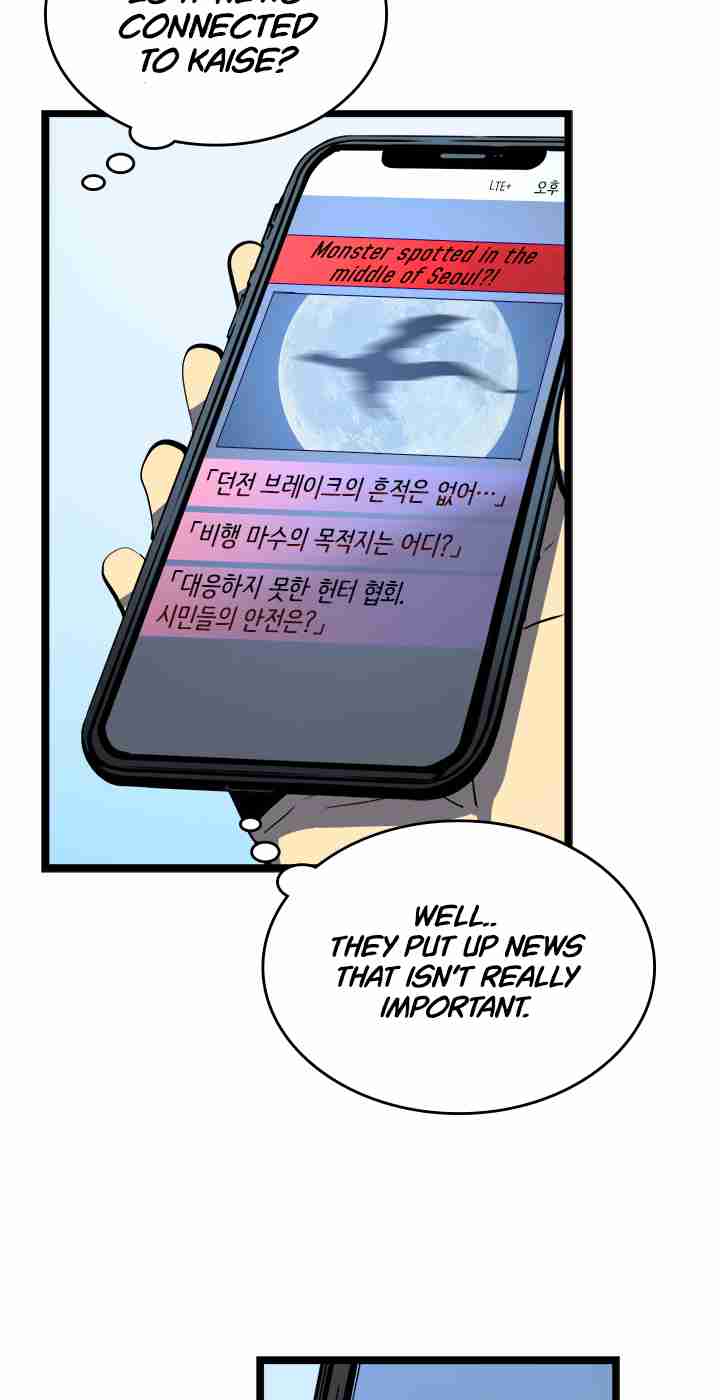 IS IT NEWS
CONNECTED
TO KAISE?
LTE+ 오후
Monster spotted in the
middle of Seoul?!
「던전 브레이크의 흔적은 없어…」
「비행 마수의 목적지는 어디?」
「대응하지 못한 헌터 협회.
시민들의 안전은?」
WELL..
THEY PUT UP NEWS
THAT ISN'T REALLY
IMPORTANT.